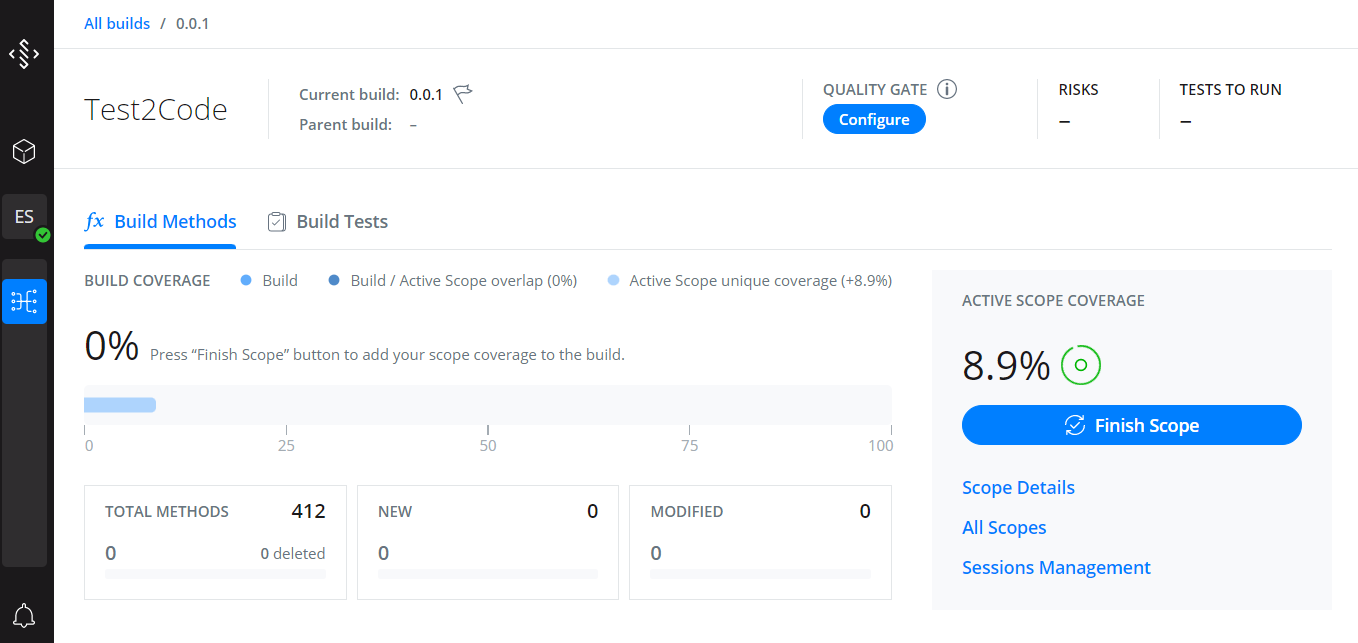 All builds / 0.0.1
Test2Code
Current build: 0.0.1
Parent build: –
QUALITY GATE
Configure
RISKS
–
TESTS TO RUN
–
ES
fx Build Methods
Build Tests
BUILD COVERAGE
Build
Build / Active Scope overlap (0%)
Active Scope unique coverage (+8.9%)
0% Press “Finish Scope” button to add your scope coverage to the build.
0 25 50 75 100
TOTAL METHODS 412
0 0 deleted
NEW 0
0
MODIFIED 0
0
ACTIVE SCOPE COVERAGE
8.9%
Finish Scope
Scope Details
All Scopes
Sessions Management